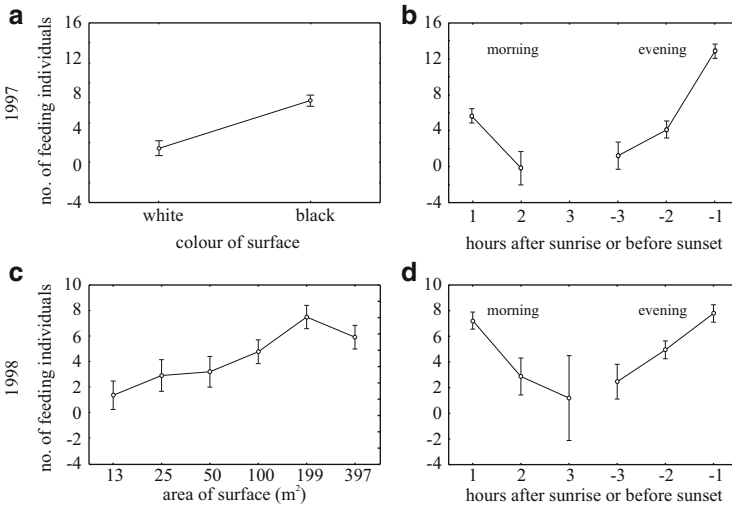 a
1997
no. of feeding individuals
16
12
8
4
0
-4
white black
colour of surface
b
16
12
8
4
0
-4
morning evening
1 2 3 -3 -2 -1
hours after sunrise or before sunset
c
1998
no. of feeding individuals
10
8
6
4
2
0
-2
-4
13 25 50 100 199 397
area of surface (m²)
d
10
8
6
4
2
0
-2
-4
morning evening
1 2 3 -3 -2 -1
hours after sunrise or before sunset